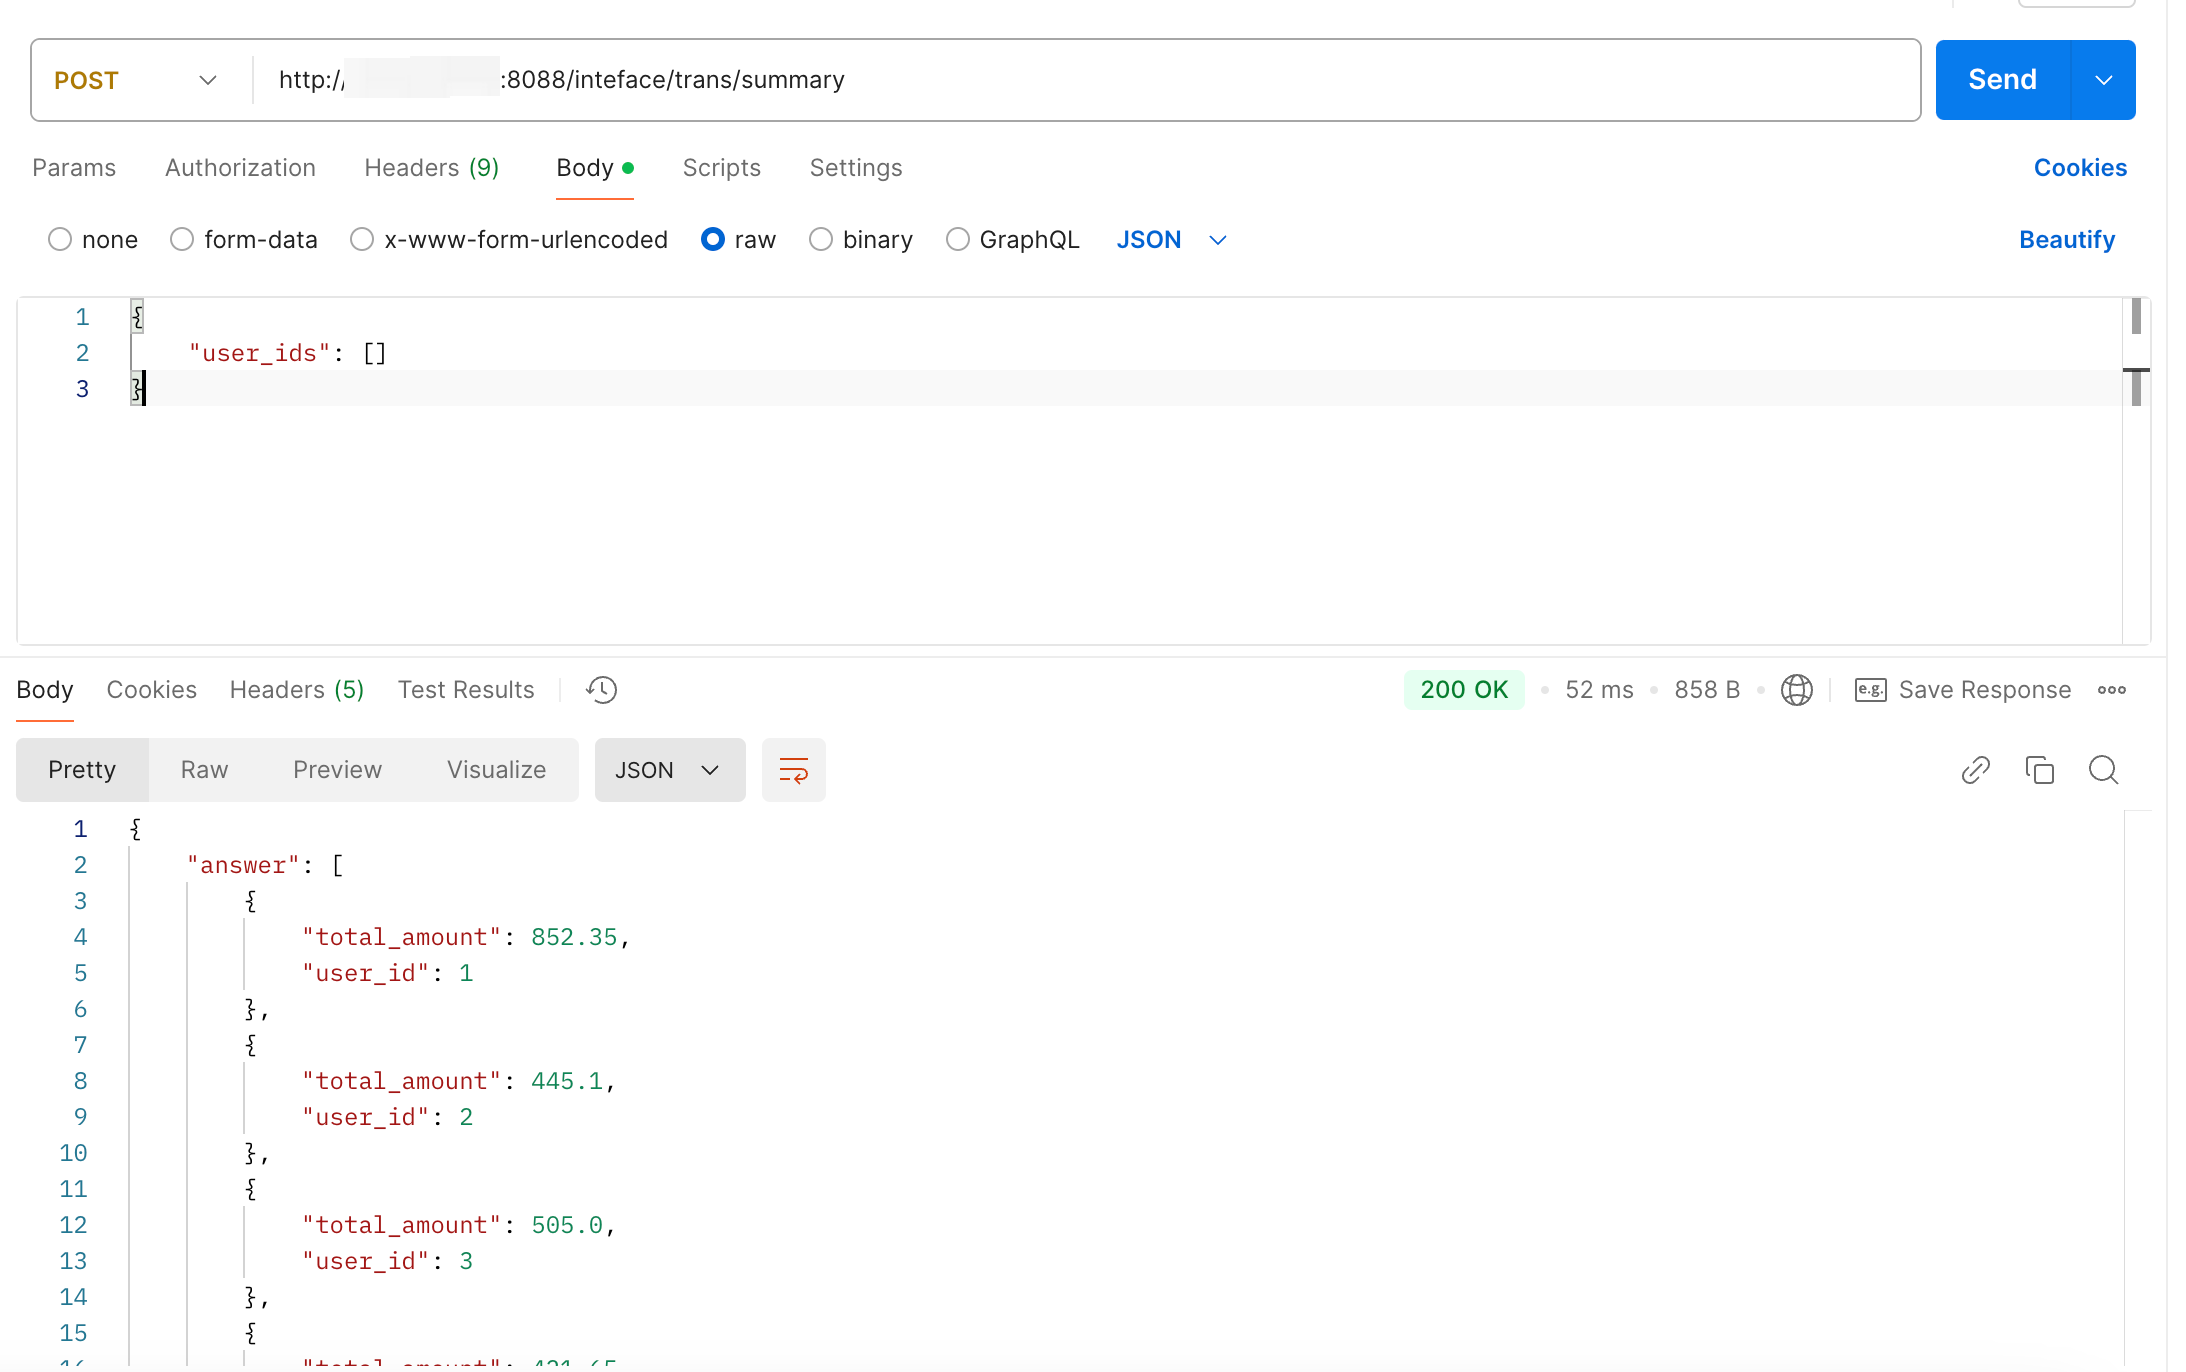 POST http:// :8088/inteface/trans/summary Send
Params Authorization Headers (9) Body Scripts Settings Cookies
none form-data x-www-form-urlencoded raw binary GraphQL JSON Beautify
1 {
2 "user_ids": []
3 }
Body Cookies Headers (5) Test Results 200 OK 52 ms 858 B e.g. Save Response
Pretty Raw Preview Visualize JSON
1 {
2 "answer": [
3 {
4 "total_amount": 852.35,
5 "user_id": 1
6 },
7 {
8 "total_amount": 445.1,
9 "user_id": 2
10 },
11 {
12 "total_amount": 505.0,
13 "user_id": 3
14 },
15 {